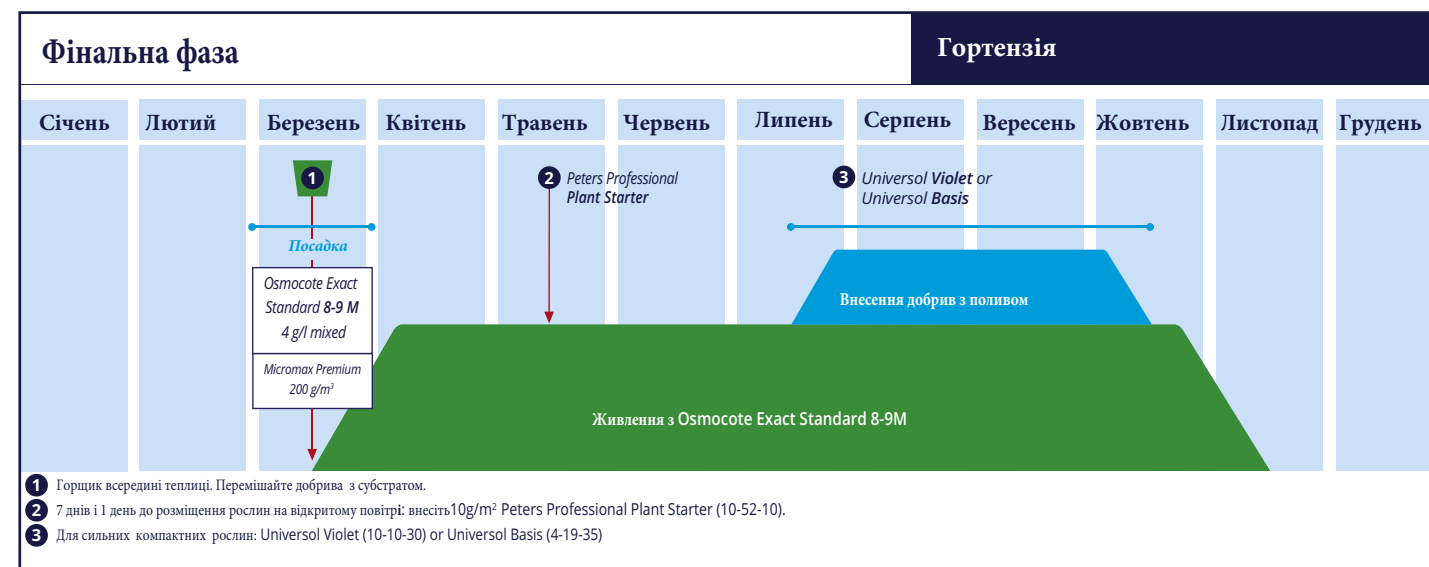 Фінальна фаза
Гортензія
Січень Лютий Березень Квітень Травень Червень Липень Серпень Вересень Жовтень Листопад Грудень
1
2 Peters Professional
Plant Starter
3 Universol Violet or
Universol Basis
Посадка
Osmocote Exact
Standard 8-9 M
4 g/l mixed
Micromax Premium
200 g/m³
Внесення добрив з поливом
Живлення з Osmocote Exact Standard 8-9M
1 Горщик всередині теплиці. Перемішайте добрива з субстратом.
2 7 днів і 1 день до розміщення рослин на відкритому повітрі: внесіть10g/m² Peters Professional Plant Starter (10-52-10).
3 Для сильних компактних рослин: Universol Violet (10-10-30) or Universol Basis (4-19-35)